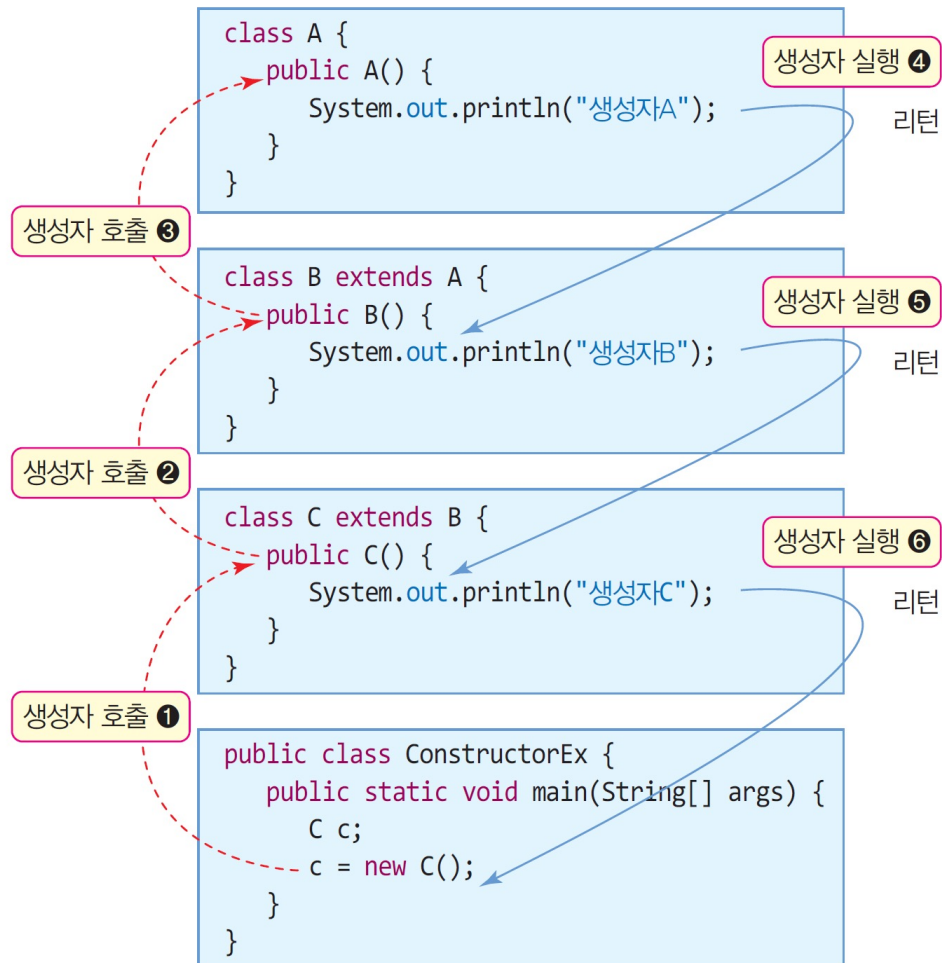 class A {
public A() {
System.out.println("생성자A");
}
}
생성자 실행 ❹
리턴
생성자 호출 ❸
class B extends A {
public B() {
System.out.println("생성자B");
}
}
생성자 실행 ❺
리턴
생성자 호출 ❷
class C extends B {
public C() {
System.out.println("생성자C");
}
}
생성자 실행 ❻
리턴
생성자 호출 ❶
public class ConstructorEx {
public static void main(String[] args) {
C c;
c = new C();
}
}